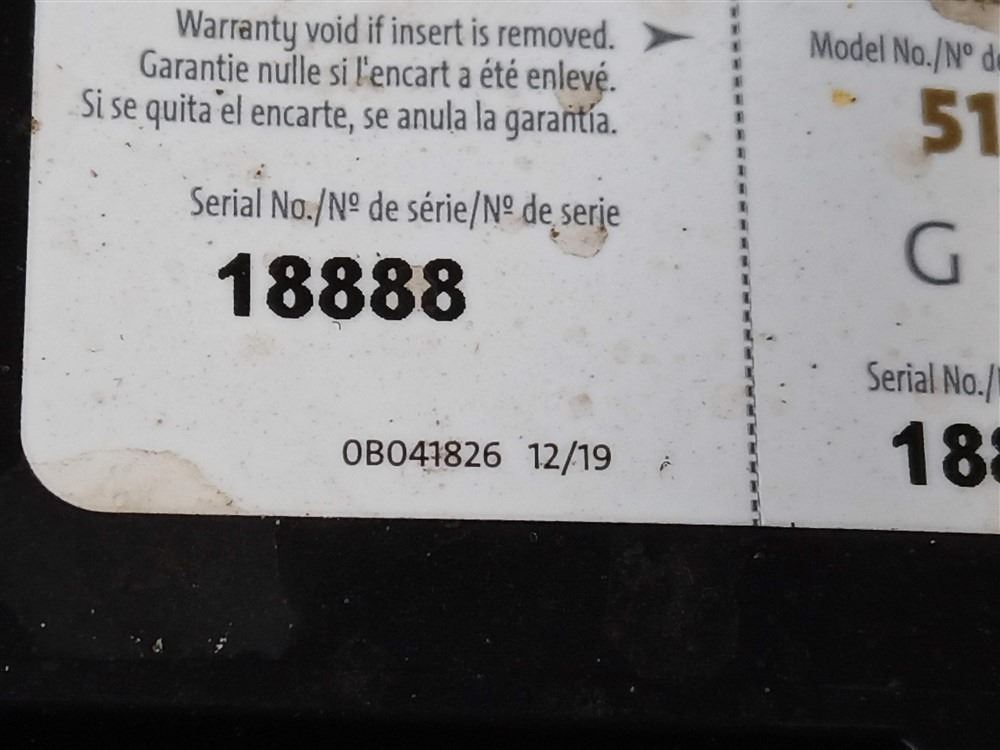 Warranty void if insert is removed.
Garantie nulle si l'encart a été enlevé.
Si se quita el encarte, se anula la garantía.
Serial No./Nº de série/Nº de serie
18888
OBO41826 12/19
Model No./Nº
51
G
Serial No./
188